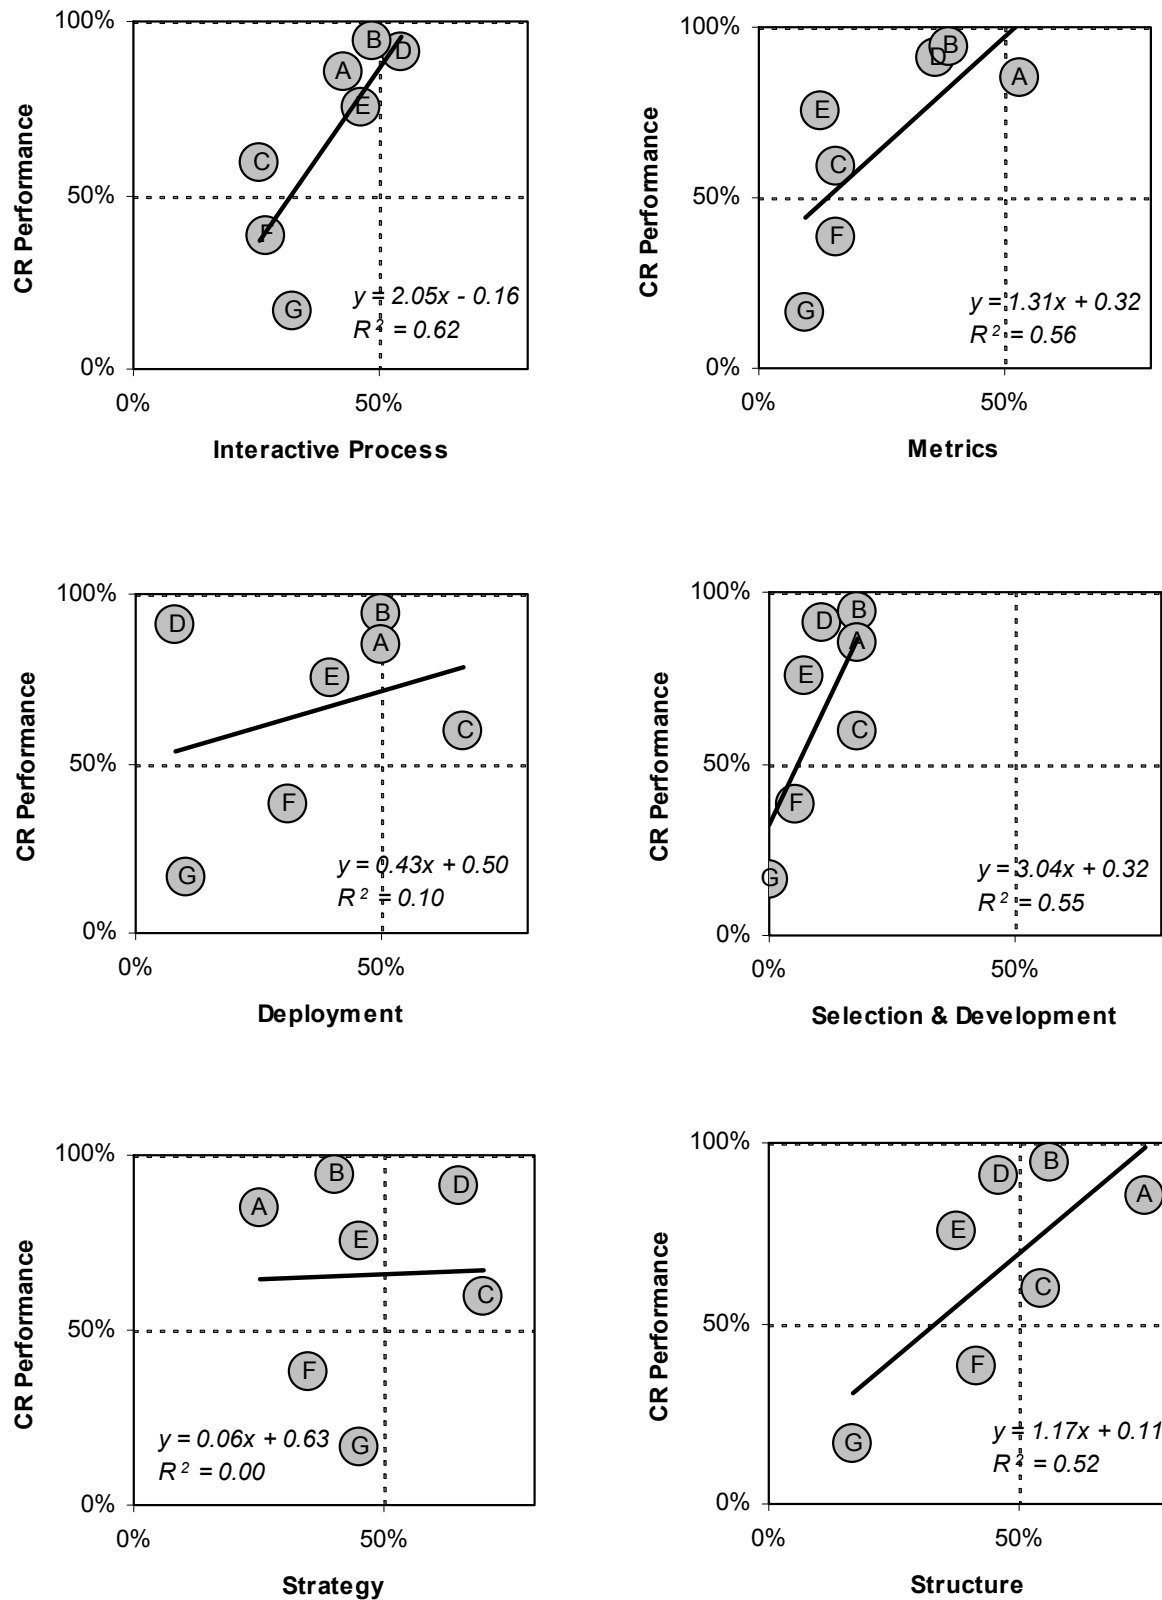 100%
50%
0%
CR Performance
B
D
A
E
C
F
G
y = 2.05x - 0.16
R² = 0.62
0%
50%
Interactive Process
100%
50%
0%
CR Performance
B
D
A
E
C
F
G
y = 1.31x + 0.32
R² = 0.56
0%
50%
Metrics
100%
50%
0%
CR Performance
D
B
A
E
C
F
G
y = 0.43x + 0.50
R² = 0.10
0%
50%
Deployment
100%
50%
0%
CR Performance
B
D
A
E
C
F
G
y = 3.04x + 0.32
R² = 0.55
0%
50%
Selection & Development
100%
50%
0%
CR Performance
B
D
A
E
C
F
G
y = 0.06x + 0.63
R² = 0.00
0%
50%
Strategy
100%
50%
0%
CR Performance
B
D
A
E
C
F
G
y = 1.17x + 0.11
R² = 0.52
0%
50%
Structure